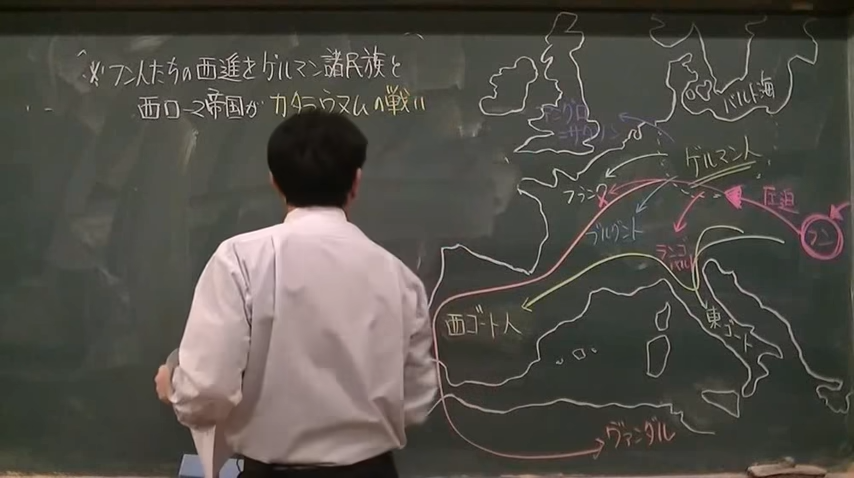 ※フン人たちの西進をゲルマン諸民族と
西ローマ帝国がカタラウヌムの戦い
バルト海
アングロ
=サクソン
ゲルマン人
フランク
圧迫
フン
ブルグント
ランゴ
バルド
西ゴート人
東ゴート
ヴァンダル